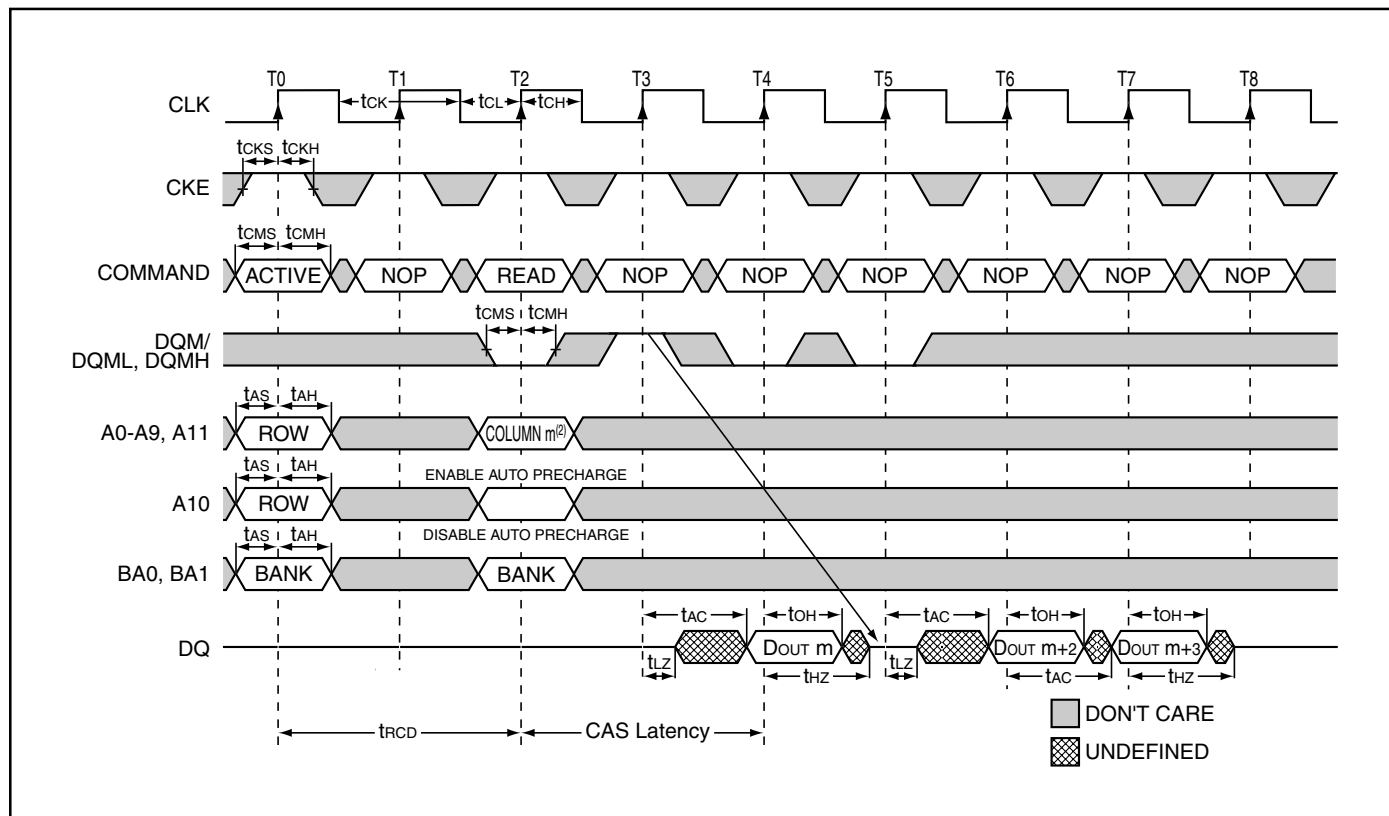 T0 T1 T2 T3 T4 T5 T6 T7 T8
CLK tCK tCL tCH
tCKS tCKH
CKE
tCMS tCMH
COMMAND ACTIVE NOP READ NOP NOP NOP NOP NOP NOP
tCMS tCMH
DQM/
DQML, DQMH
tAS tAH
A0-A9, A11 ROW COLUMN m(2)
tAS tAH ENABLE AUTO PRECHARGE
A10 ROW
tAS tAH DISABLE AUTO PRECHARGE
BA0, BA1 BANK BANK
tAC tOH tAC tOH tOH
DQ DOUT m DOUT m+2 DOUT m+3
tLZ tHZ tLZ tAC tHZ
tRCD CAS Latency
DON'T CARE
UNDEFINED